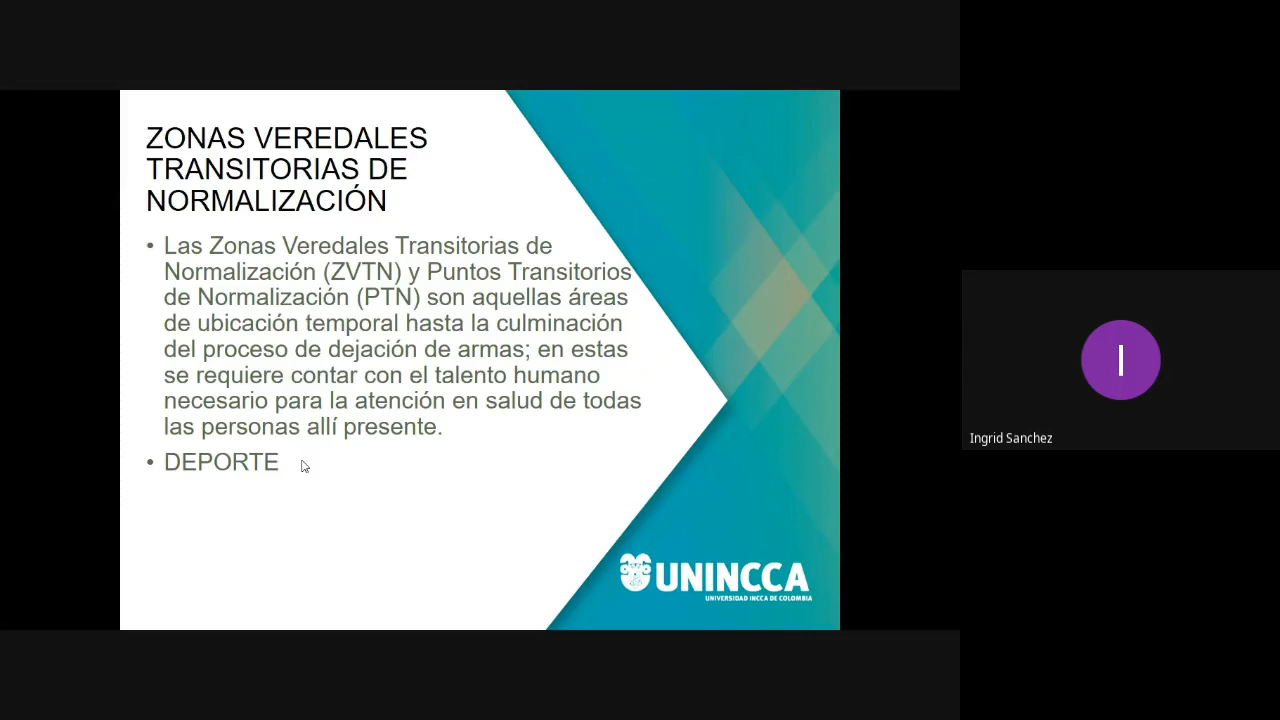 ZONAS VEREDALES
TRANSITORIAS DE
NORMALIZACIÓN
• Las Zonas Veredales Transitorias de
Normalización (ZVTN) y Puntos Transitorios
de Normalización (PTN) son aquellas áreas
de ubicación temporal hasta la culminación
del proceso de dejación de armas; en estas
se requiere contar con el talento humano
necesario para la atención en salud de todas
las personas allí presente.
• DEPORTE
UNINCCA
UNIVERSIDAD INCCA DE COLOMBIA
I
Ingrid Sanchez